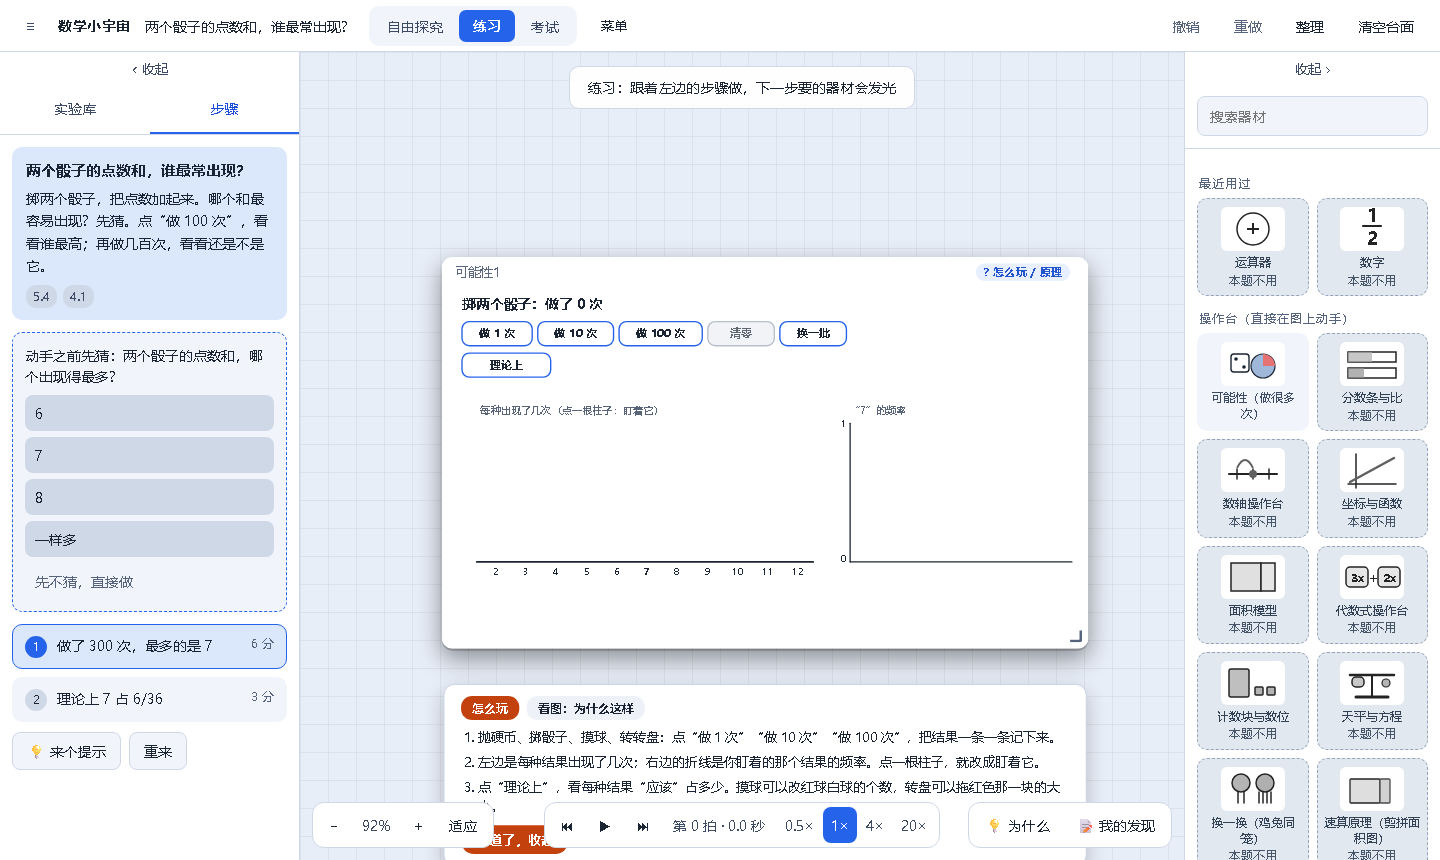 ≡ 数学小宇宙 两个骰子的点数和，谁最常出现？ 自由探究 练习 考试 菜单 撤销 重做 整理 清空台面
‹ 收起
实验库 步骤
两个骰子的点数和，谁最常出现？
掷两个骰子，把点数加起来。哪个和最
容易出现？先猜。点“做 100 次”，看
看谁最高；再做几百次，看看还是不是
它。
5.4 4.1
动手之前先猜：两个骰子的点数和，哪
个出现得最多？
6
7
8
一样多
先不猜，直接做
1 做了 300 次，最多的是 7 6 分
2 理论上 7 占 6/36 3 分
来个提示 重来
练习：跟着左边的步骤做，下一步要的器材会发光
可能性1 ? 怎么玩 / 原理
掷两个骰子：做了 0 次
做 1 次 做 10 次 做 100 次 清零 换一批
理论上
每种出现了几次（点一根柱子：盯着它）
2 3 4 5 6 7 8 9 10 11 12
“7”的频率
1
0
怎么玩 看图：为什么这样
1. 抛硬币、掷骰子、摸球、转转盘：点“做 1 次”“做 10 次”“做 100 次”，把结果一条一条记下来。
2. 左边是每种结果出现了几次；右边的折线是你盯着的那个结果的频率。点一根柱子，就改成盯着它。
3. 点“理论上”，看每种结果“应该”占多少。摸球可以改红球白球的个数，转盘可以拖红色那一块的大
道了，收起
− 92% + 适应
⏮ ▶ ⏭ 第 0 拍 · 0.0 秒 0.5× 1× 4× 20×
为什么 我的发现
收起 ›
搜索器材
最近用过
运算器
本题不用
1
2
数字
本题不用
操作台（直接在图上动手）
可能性（做很多
次）
分数条与比
本题不用
数轴操作台
本题不用
坐标与函数
本题不用
面积模型
本题不用
3x + 2x
代数式操作台
本题不用
计数块与数位
本题不用
天平与方程
本题不用
换一换（鸡兔同
笼）
本题不用
速算原理（剪拼面
积图）
本题不用